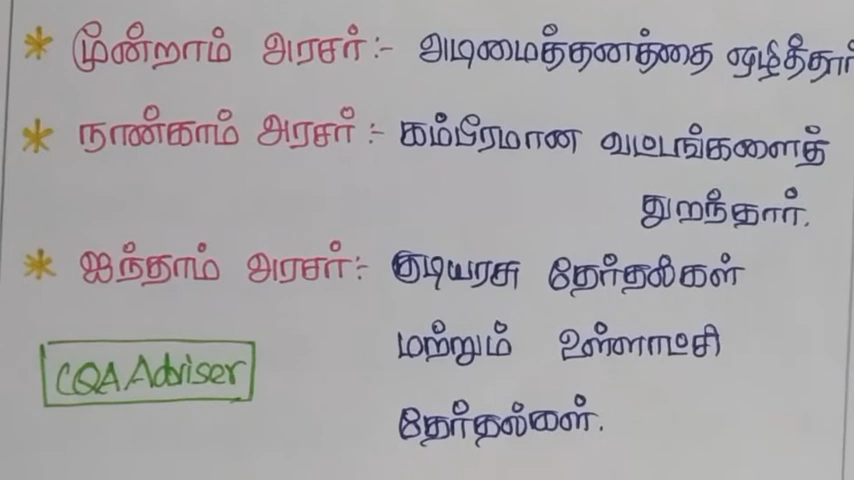 * மூன்றாம் அரசர் :- அடிமைத்தனத்தை ஒழித்தார்
* நான்காம் அரசர் :- கம்பீரமான வட்டங்களைத்
துறந்தார்.
* ஐந்தாம் அரசர் :- குடியரசு தேர்தல்கள்
மற்றும் உள்ளாட்சி
தேர்தல்கள்.
CQA Adviser